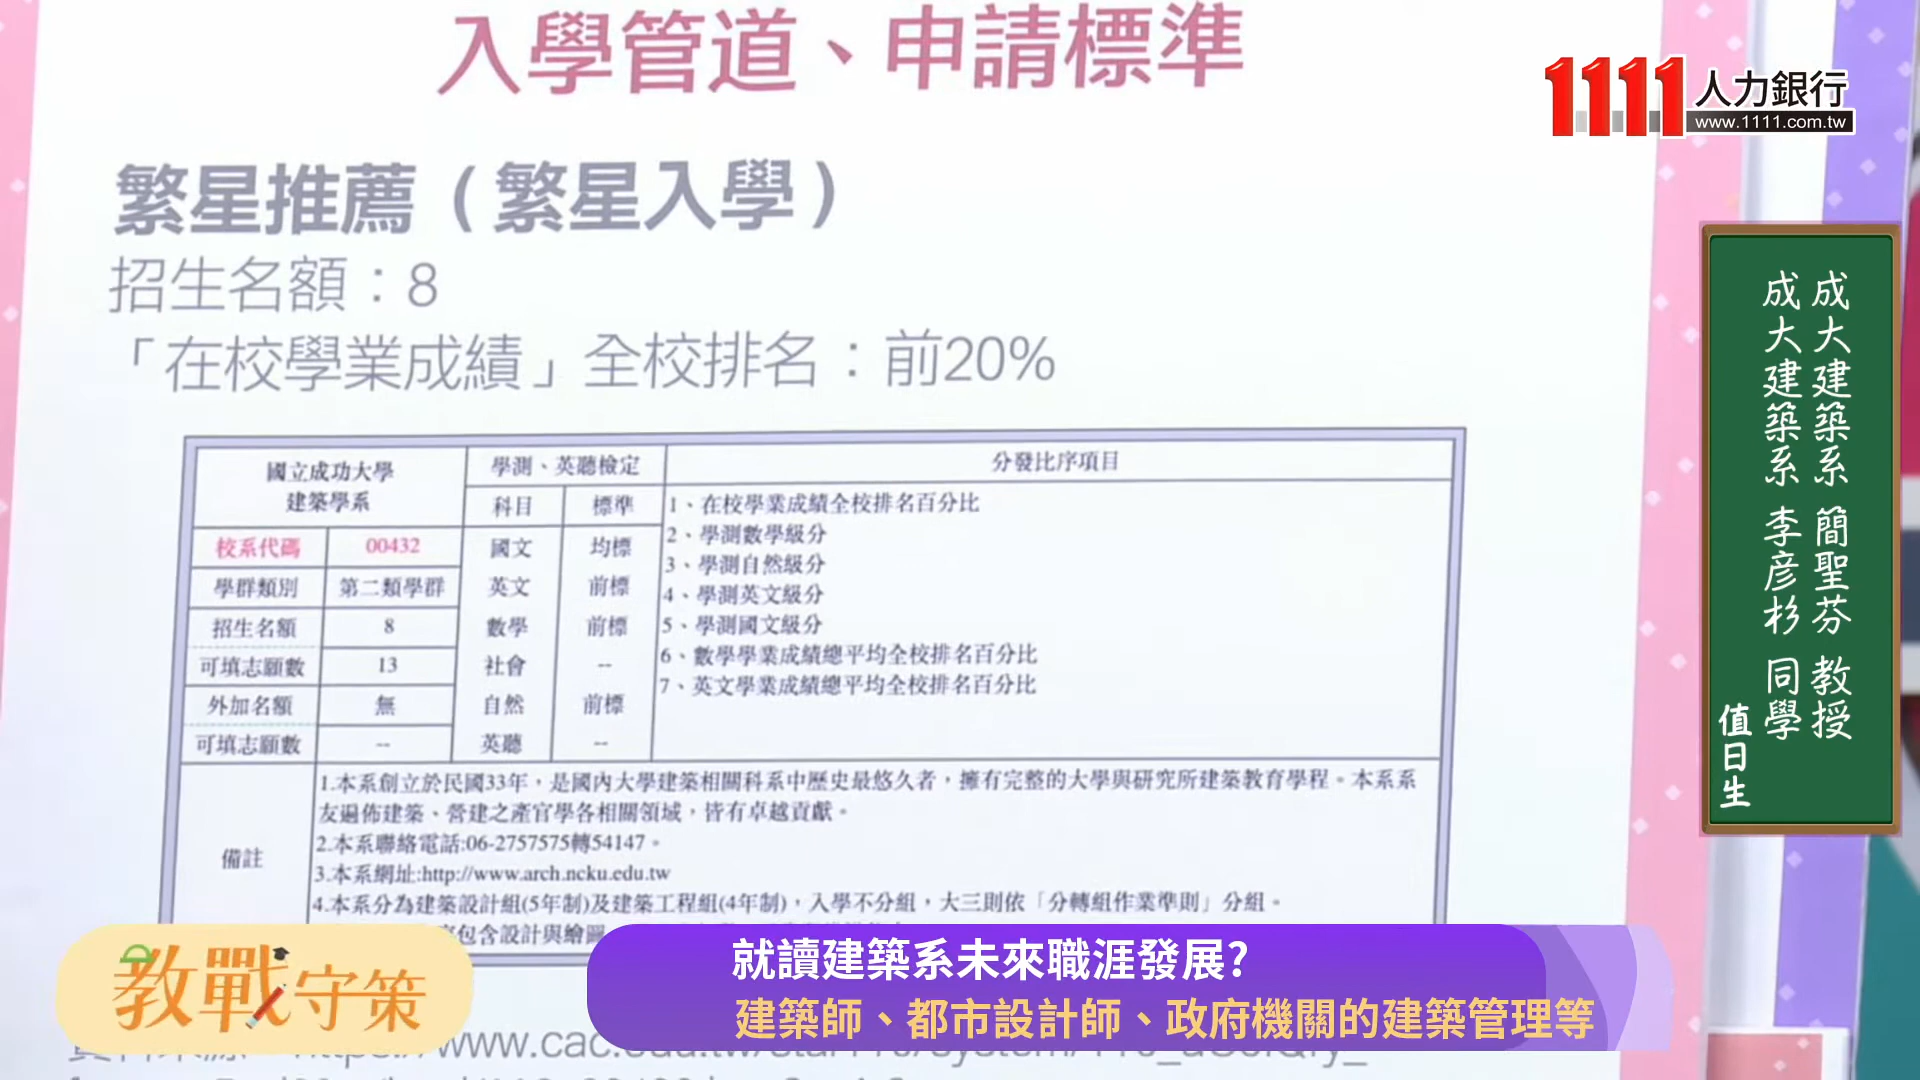 入學管道、申請標準
1111人力銀行
www.1111.com.tw
繁星推薦（繁星入學）
招生名額：8
「在校學業成績」全校排名：前20%
國立成功大學
建築學系
學測、英聽檢定
分發比序項目
科目 標準
校系代碼 00432
學群類別 第二類學群
招生名額 8
可填志願數 13
外加名額 無
可填志願數 --
國文 均標
英文 前標
數學 前標
社會 --
自然 前標
英聽 --
1、在校學業成績全校排名百分比
2、學測數學級分
3、學測自然級分
4、學測英文級分
5、學測國文級分
6、數學學業成績總平均全校排名百分比
7、英文學業成績總平均全校排名百分比
備註
1.本系創立於民國33年，是國內大學建築相關科系中歷史最悠久者，擁有完整的大學與研究所建築教育學程。本系系
友遍佈建築、營建之產官學各相關領域，皆有卓越貢獻。
2.本系聯絡電話:06-2757575轉54147。
3.本系網址:http://www.arch.ncku.edu.tw
4.本系分為建築設計組(5年制)及建築工程組(4年制)，入學不分組，大三則依「分轉組作業準則」分組。
包含設計與繪圖
成大建築系 簡聖芬 教授
成大建築系 李彥杉 同學
值日生
教戰守策
就讀建築系未來職涯發展?
建築師、都市設計師、政府機關的建築管理等